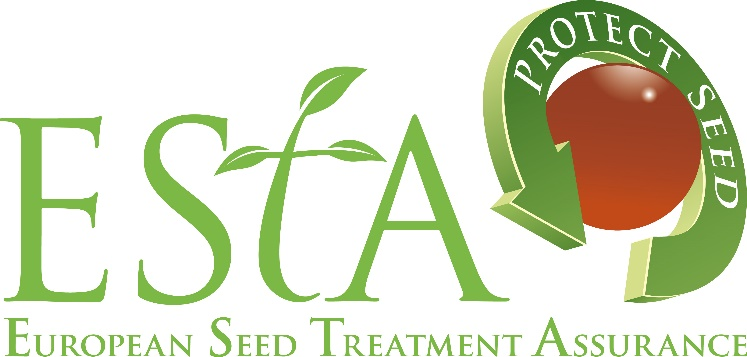 ESTA
PROTECT SEED
EUROPEAN SEED TREATMENT ASSURANCE